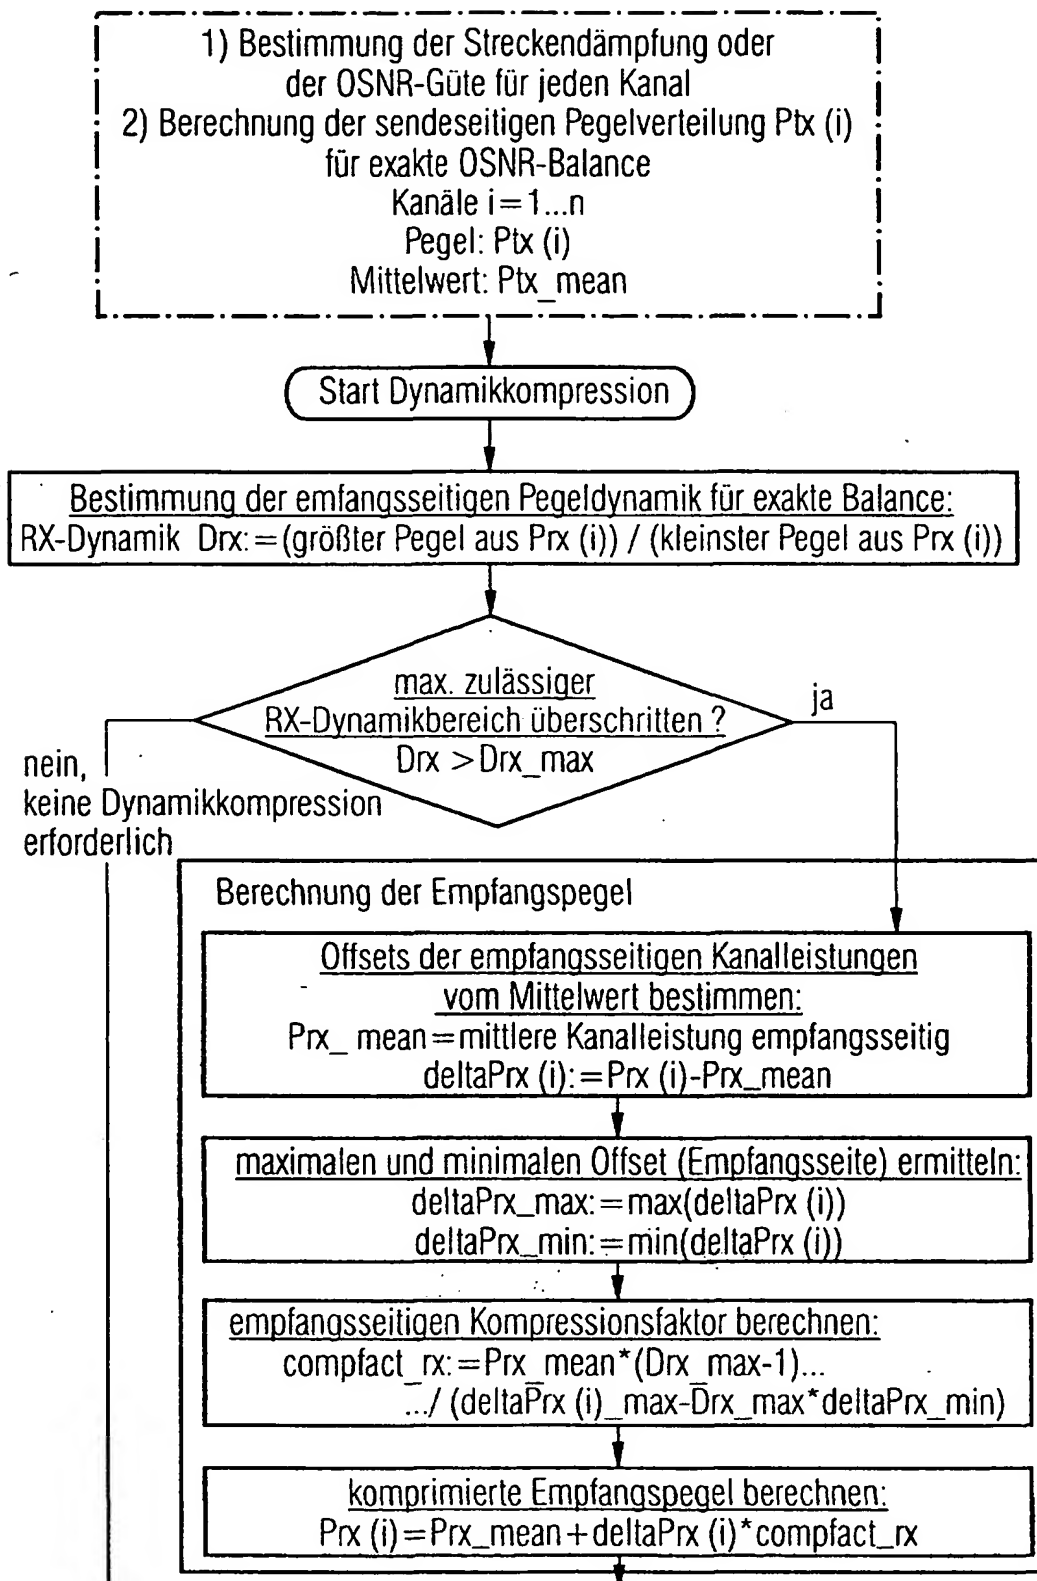 1) Bestimmung der Streckendämpfung oder
der OSNR-Güte für jeden Kanal
2) Berechnung der sendeseitigen Pegelverteilung Ptx (i)
für exakte OSNR-Balance
Kanäle i=1...n
Pegel: Ptx (i)
Mittelwert: Ptx_mean
Start Dynamikkompression
Bestimmung der emfangsseitigen Pegeldynamik für exakte Balance:
RX-Dynamik Drx:=(größter Pegel aus Prx (i)) / (kleinster Pegel aus Prx (i))
max. zulässiger
RX-Dynamikbereich überschritten ?
Drx >Drx_max
ja
nein,
keine Dynamikkompression
erforderlich
Berechnung der Empfangspegel
Offsets der empfangsseitigen Kanalleistungen
vom Mittelwert bestimmen:
Prx_ mean=mittlere Kanalleistung empfangsseitig
deltaPrx (i):=Prx (i)-Prx_mean
maximalen und minimalen Offset (Empfangsseite) ermitteln:
deltaPrx_max:=max(deltaPrx (i))
deltaPrx_min:=min(deltaPrx (i))
empfangsseitigen Kompressionsfaktor berechnen:
compfact_rx:=Prx_mean*(Drx_max-1)...
.../ (deltaPrx (i)_max-Drx_max*deltaPrx_min)
komprimierte Empfangspegel berechnen:
Prx (i)=Prx_mean+deltaPrx (i)*compfact_rx